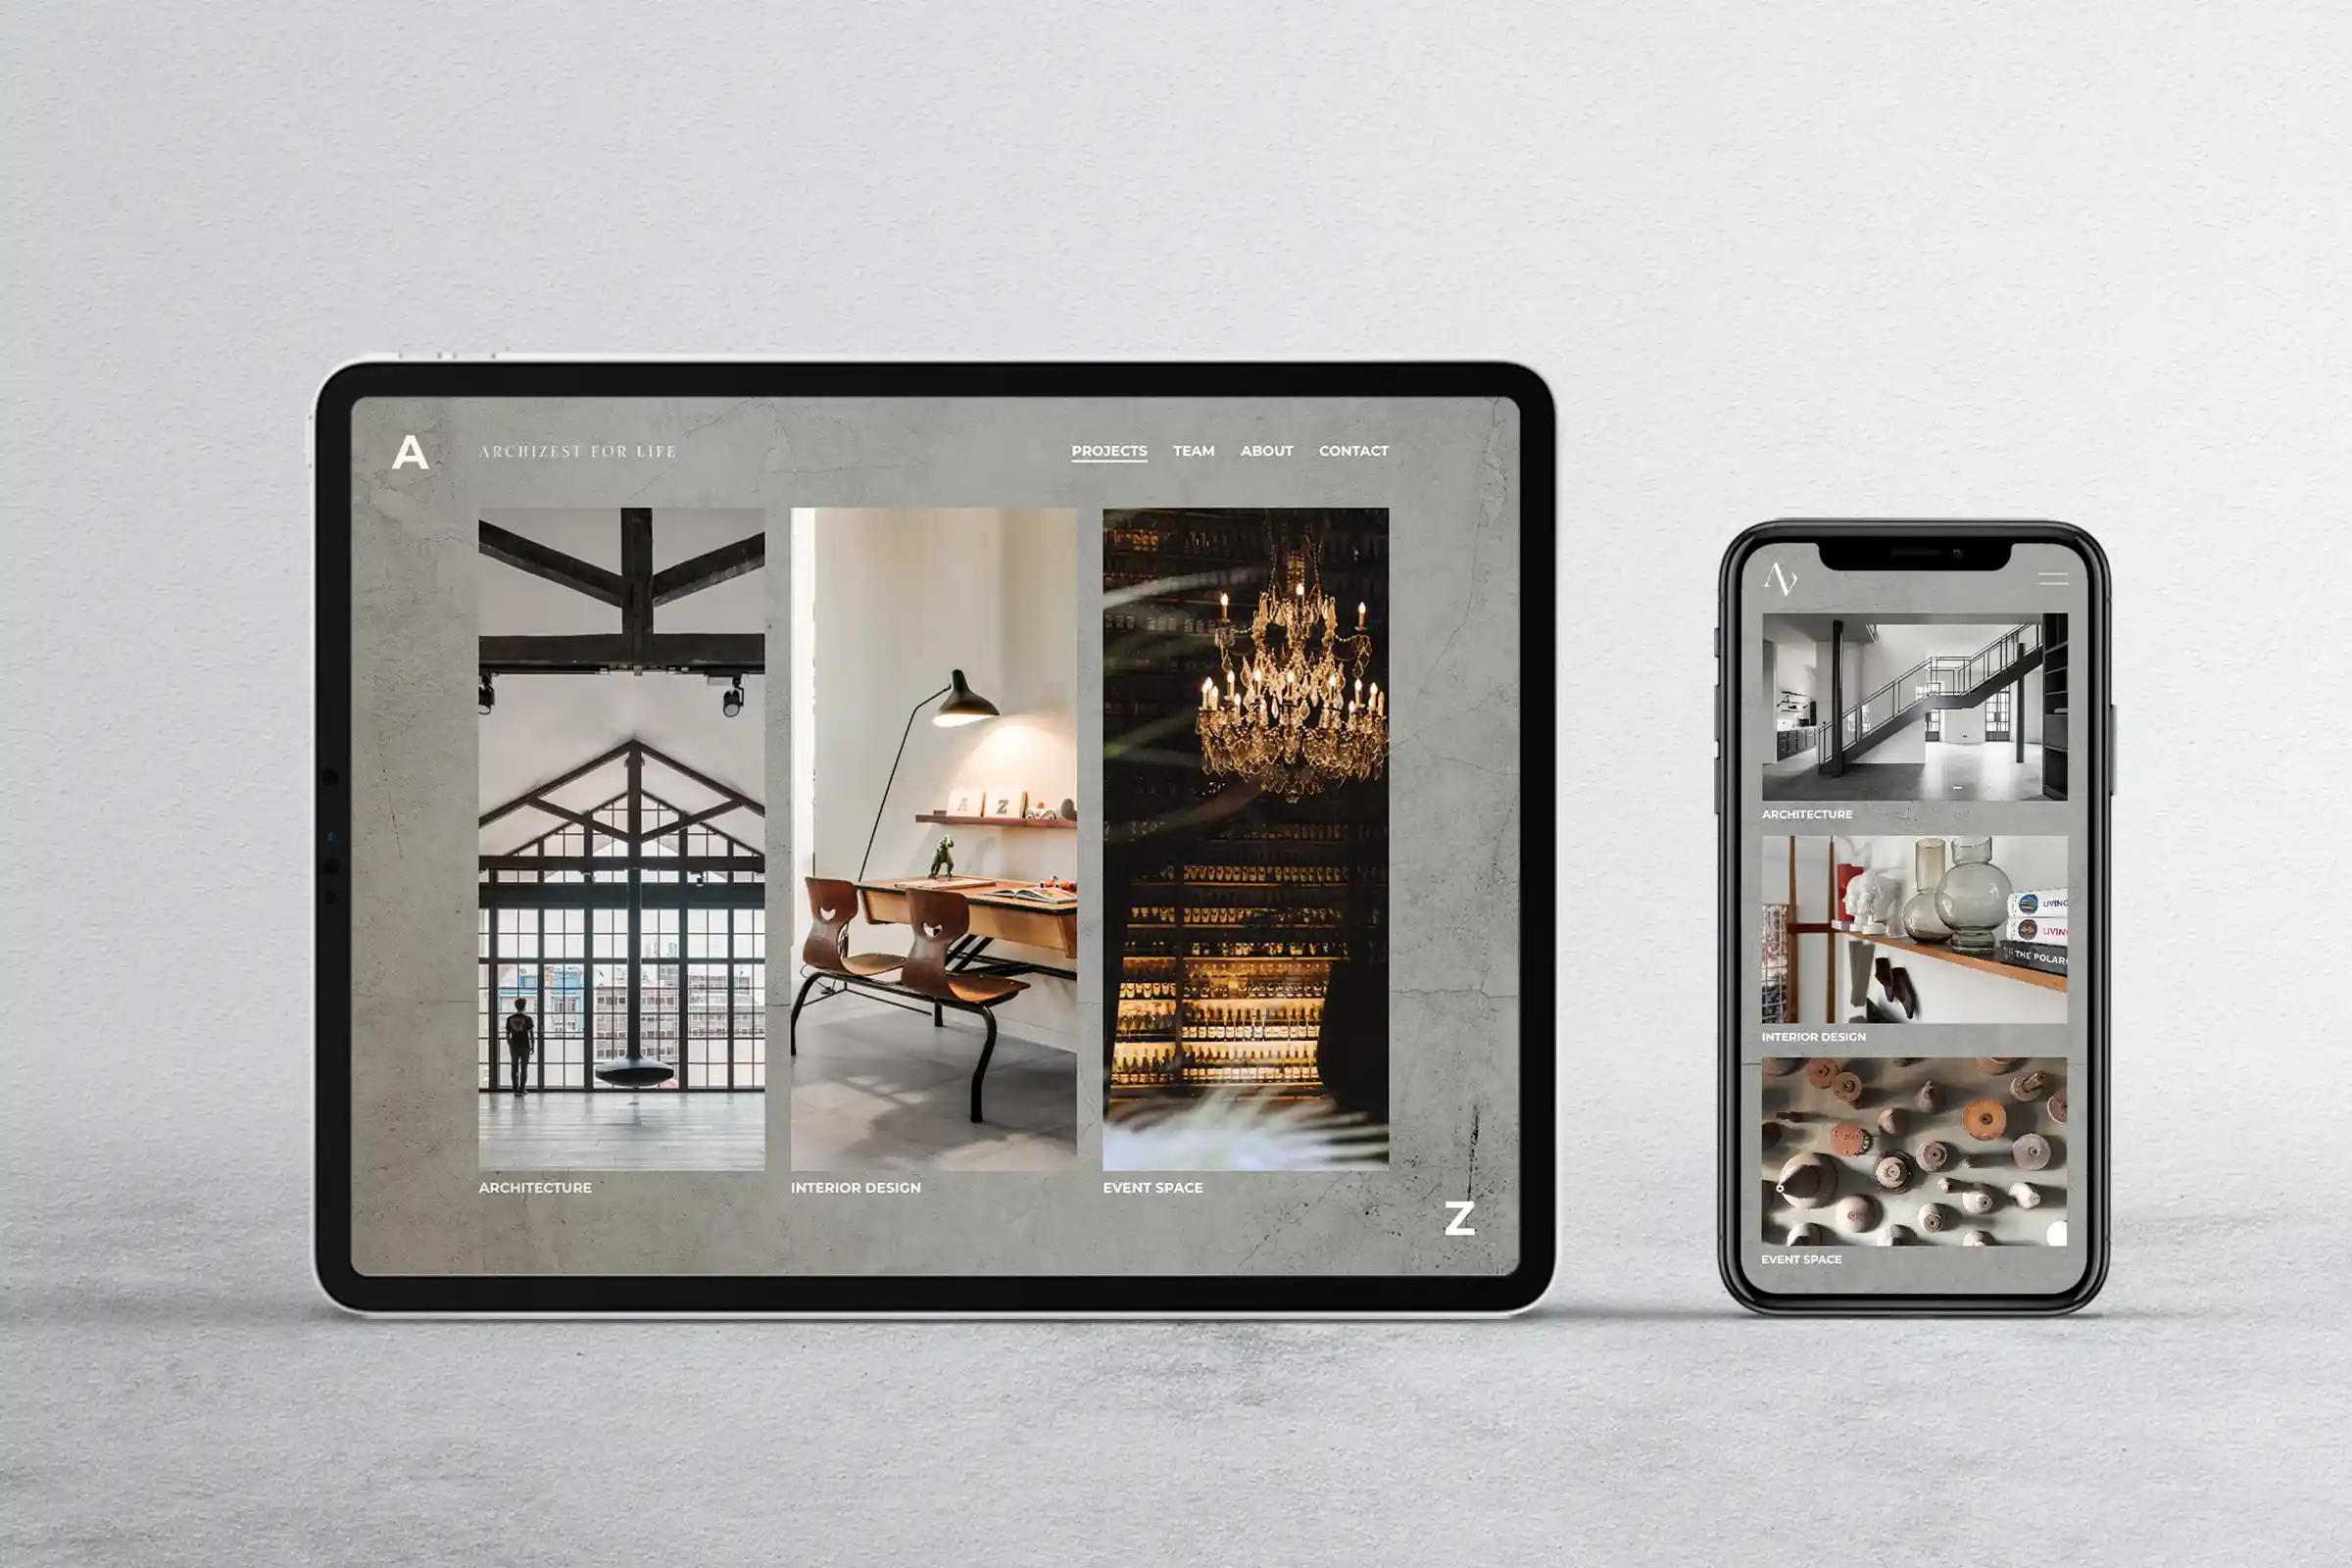 A
ARCHIZEST FOR LIFE
PROJECTS TEAM ABOUT CONTACT
A Z
ARCHITECTURE
INTERIOR DESIGN
EVENT SPACE
Z
ARCHITECTURE
LIVING
LIVIN
THE POLAR
INTERIOR DESIGN
EVENT SPACE